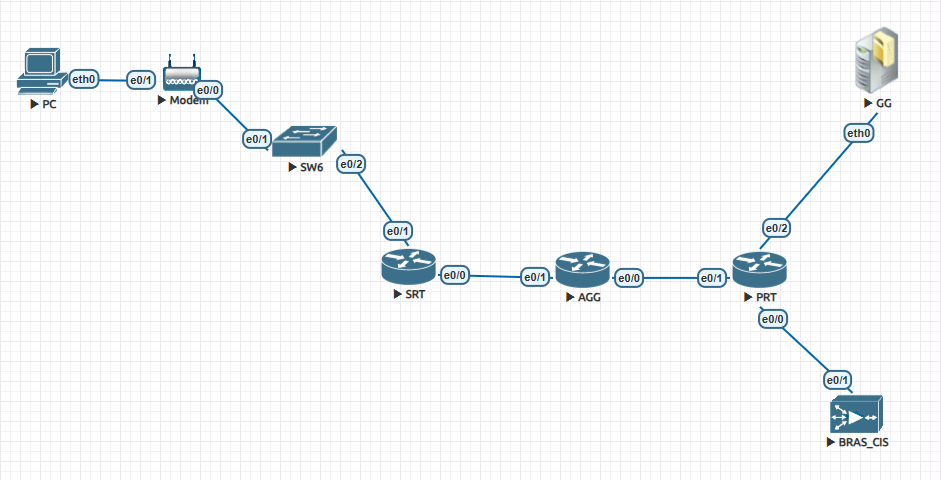 eth0
e0/1
PC
Modem
e0/0
e0/1
SW6
e0/2
e0/1
SRT
e0/0
e0/1
AGG
e0/0
e0/1
PRT
e0/2
eth0
GG
e0/0
e0/1
BRAS_CIS